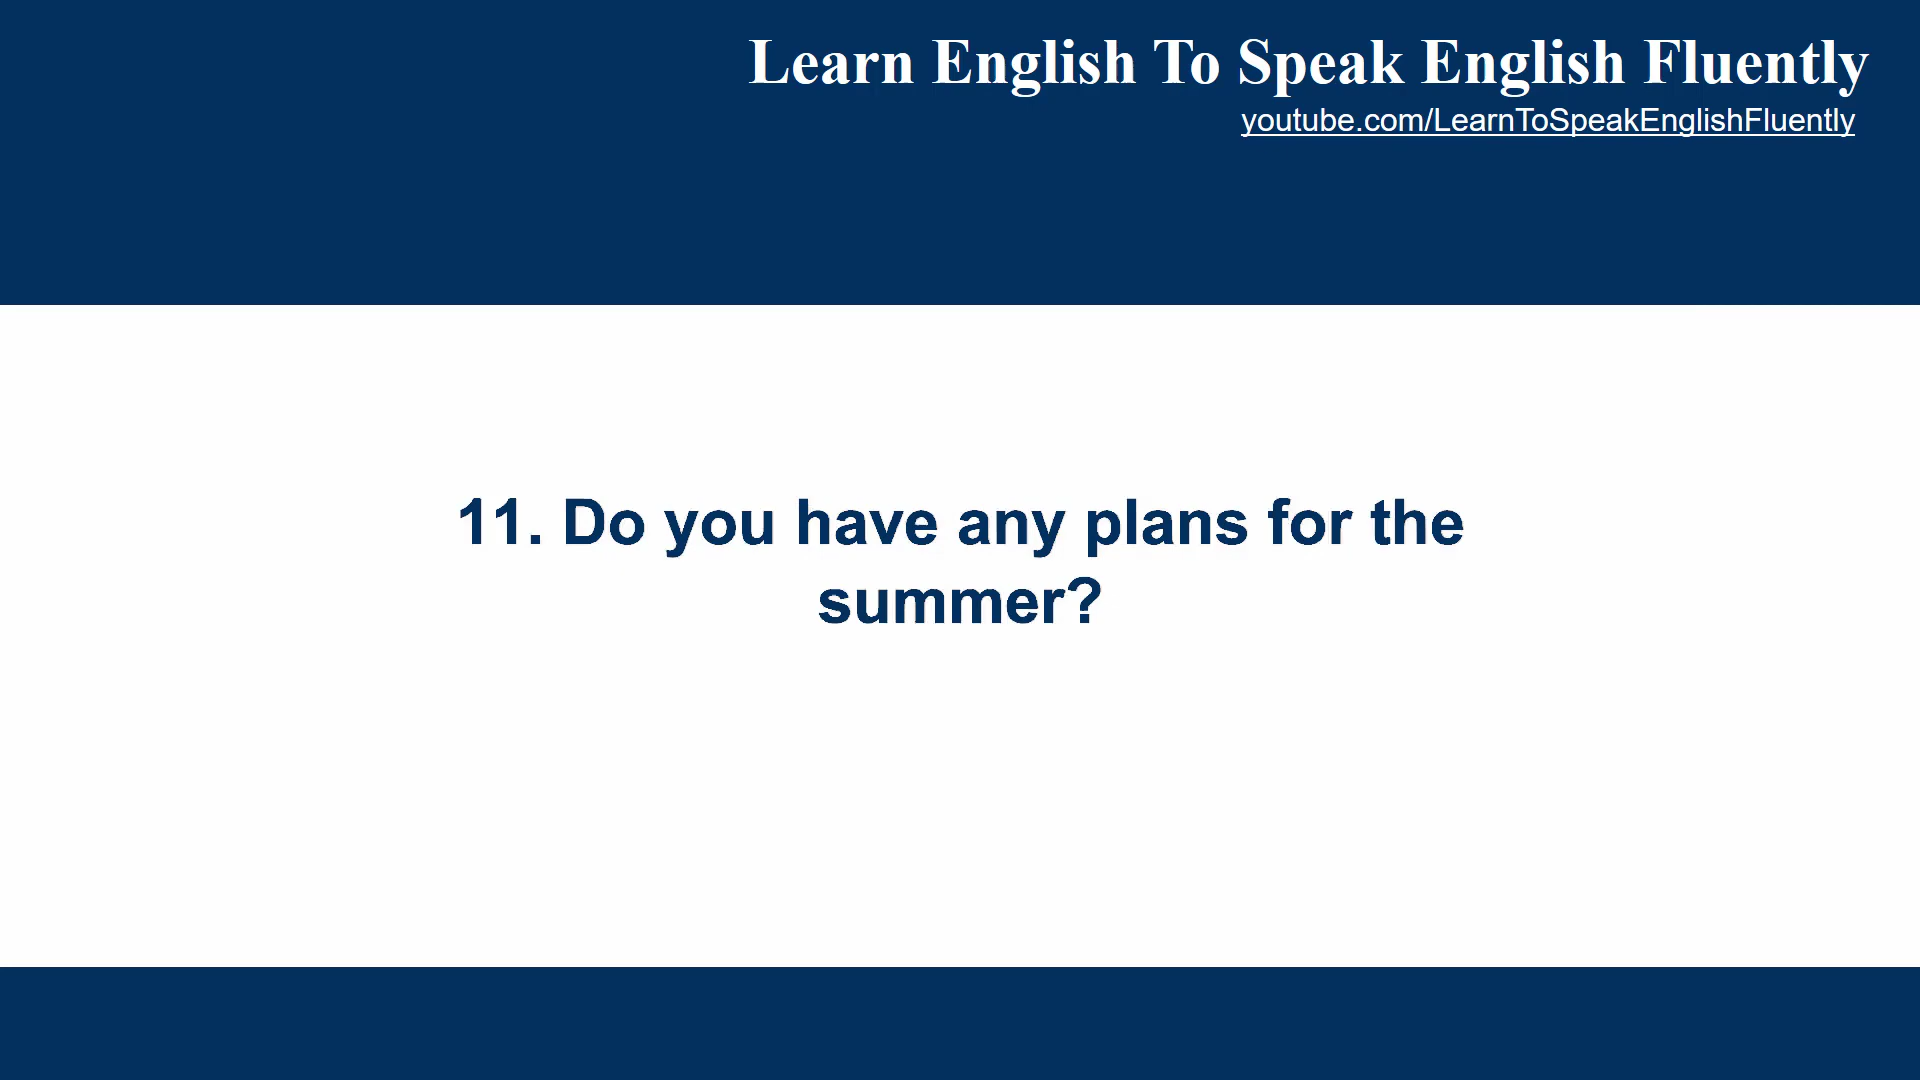 Learn English To Speak English Fluently
youtube.com/LearnToSpeakEnglishFluently
11. Do you have any plans for the
summer?